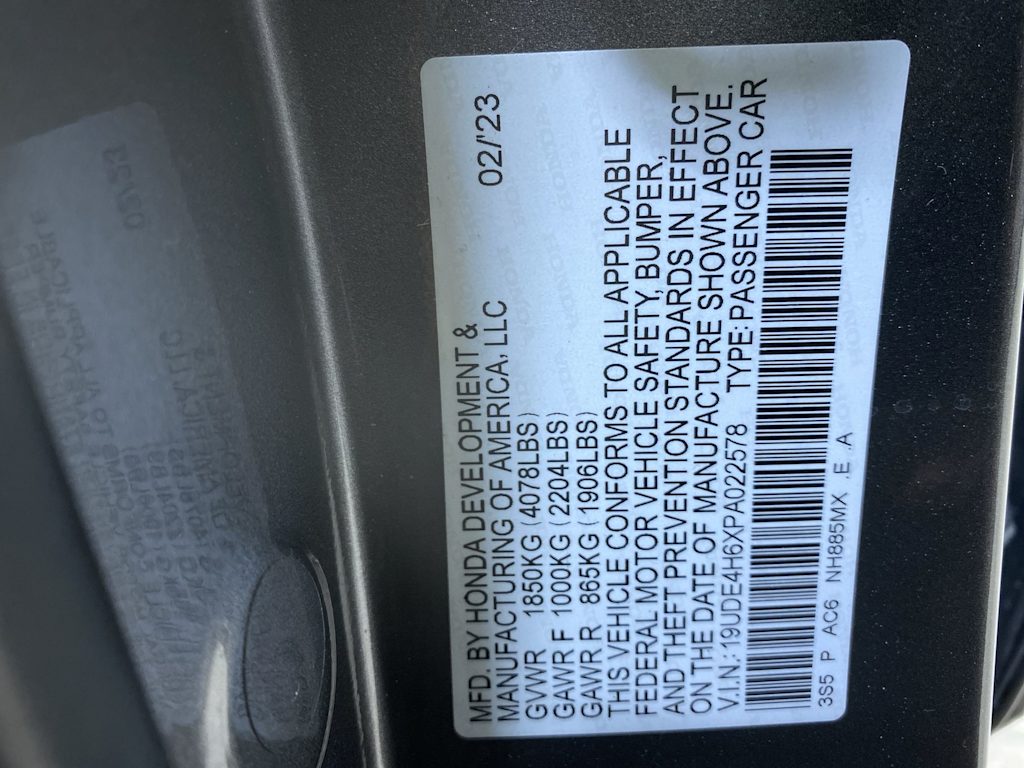 MFD. BY HONDA DEVELOPMENT &
MANUFACTURING OF AMERICA, LLC 02/'23
GVWR 1850KG (4078LBS)
GAWR F 1000KG (2204LBS)
GAWR R 865KG (1906LBS)
THIS VEHICLE CONFORMS TO ALL APPLICABLE
FEDERAL MOTOR VEHICLE SAFETY, BUMPER,
AND THEFT PREVENTION STANDARDS IN EFFECT
ON THE DATE OF MANUFACTURE SHOWN ABOVE.
V.I.N.: 19UDE4H6XPA022578 TYPE: PASSENGER CAR
3S5 P AC6 NH885MX .E .A